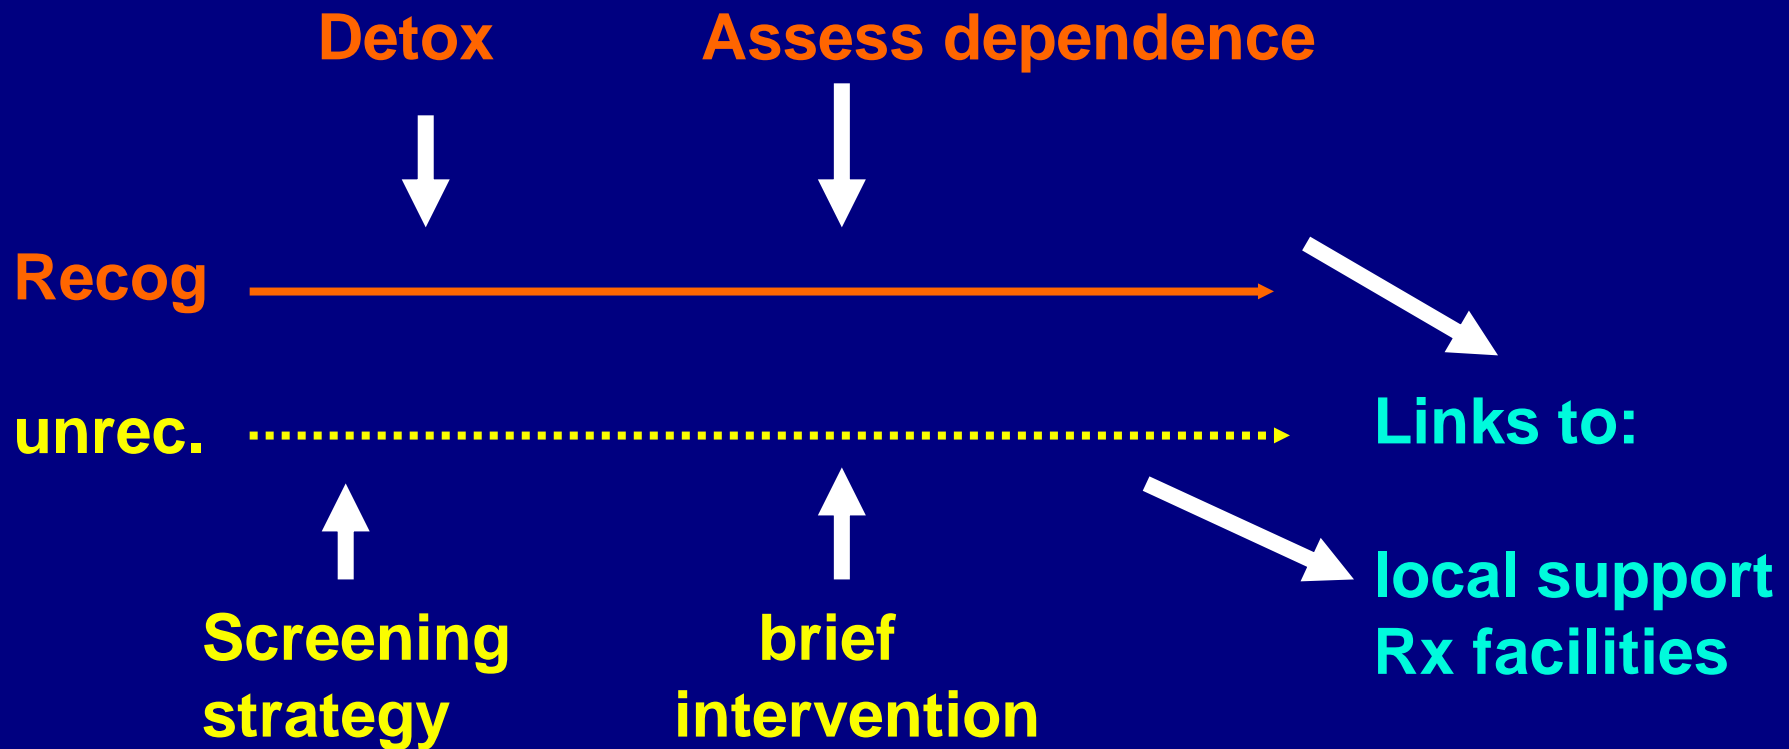 Detox
Assess dependence
Recog
unrec.
Links to:
local support
Rx facilities
Screening
strategy
brief
intervention